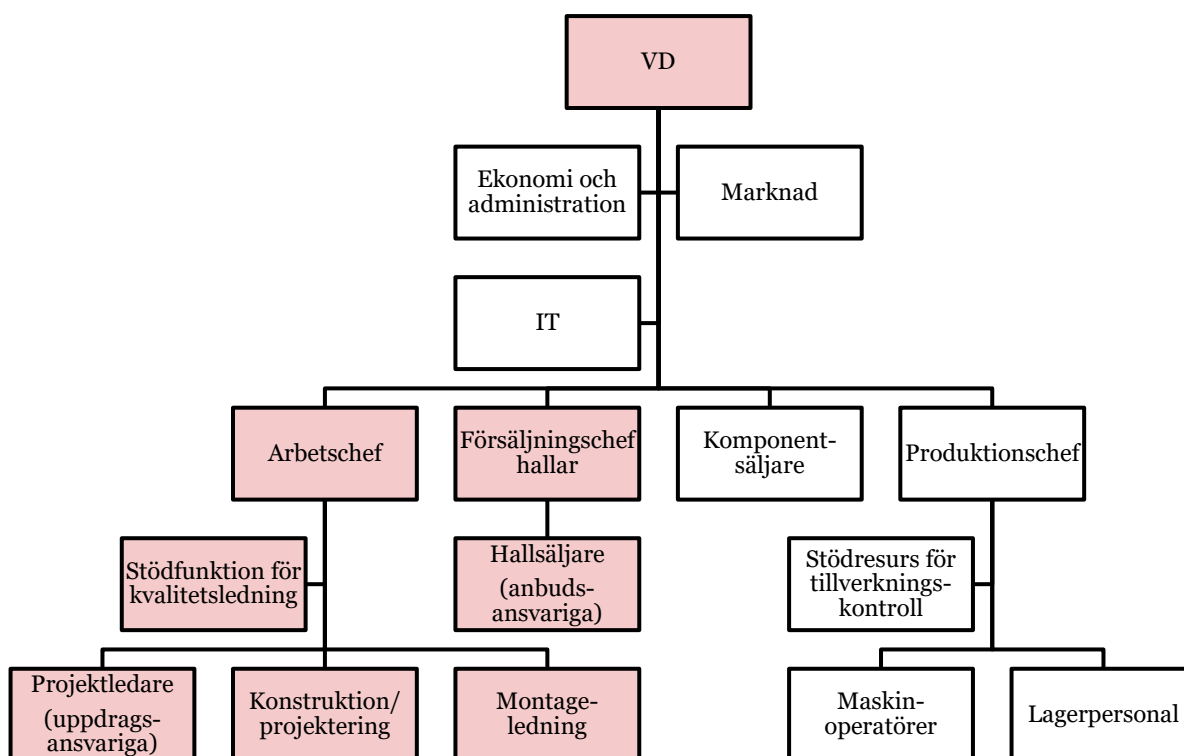 VD
Ekonomi och
administration
Marknad
IT
Arbetschef
Försäljningschef
hallar
Komponent-
säljare
Produktionschef
Stödfunktion för
kvalitetsledning
Hallsäljare
(anbuds-
ansvariga)
Stödresurs för
tillverknings-
kontroll
Projektledare
(uppdrags-
ansvariga)
Konstruktion/
projektering
Montage-
ledning
Maskin-
operatörer
Lagerpersonal